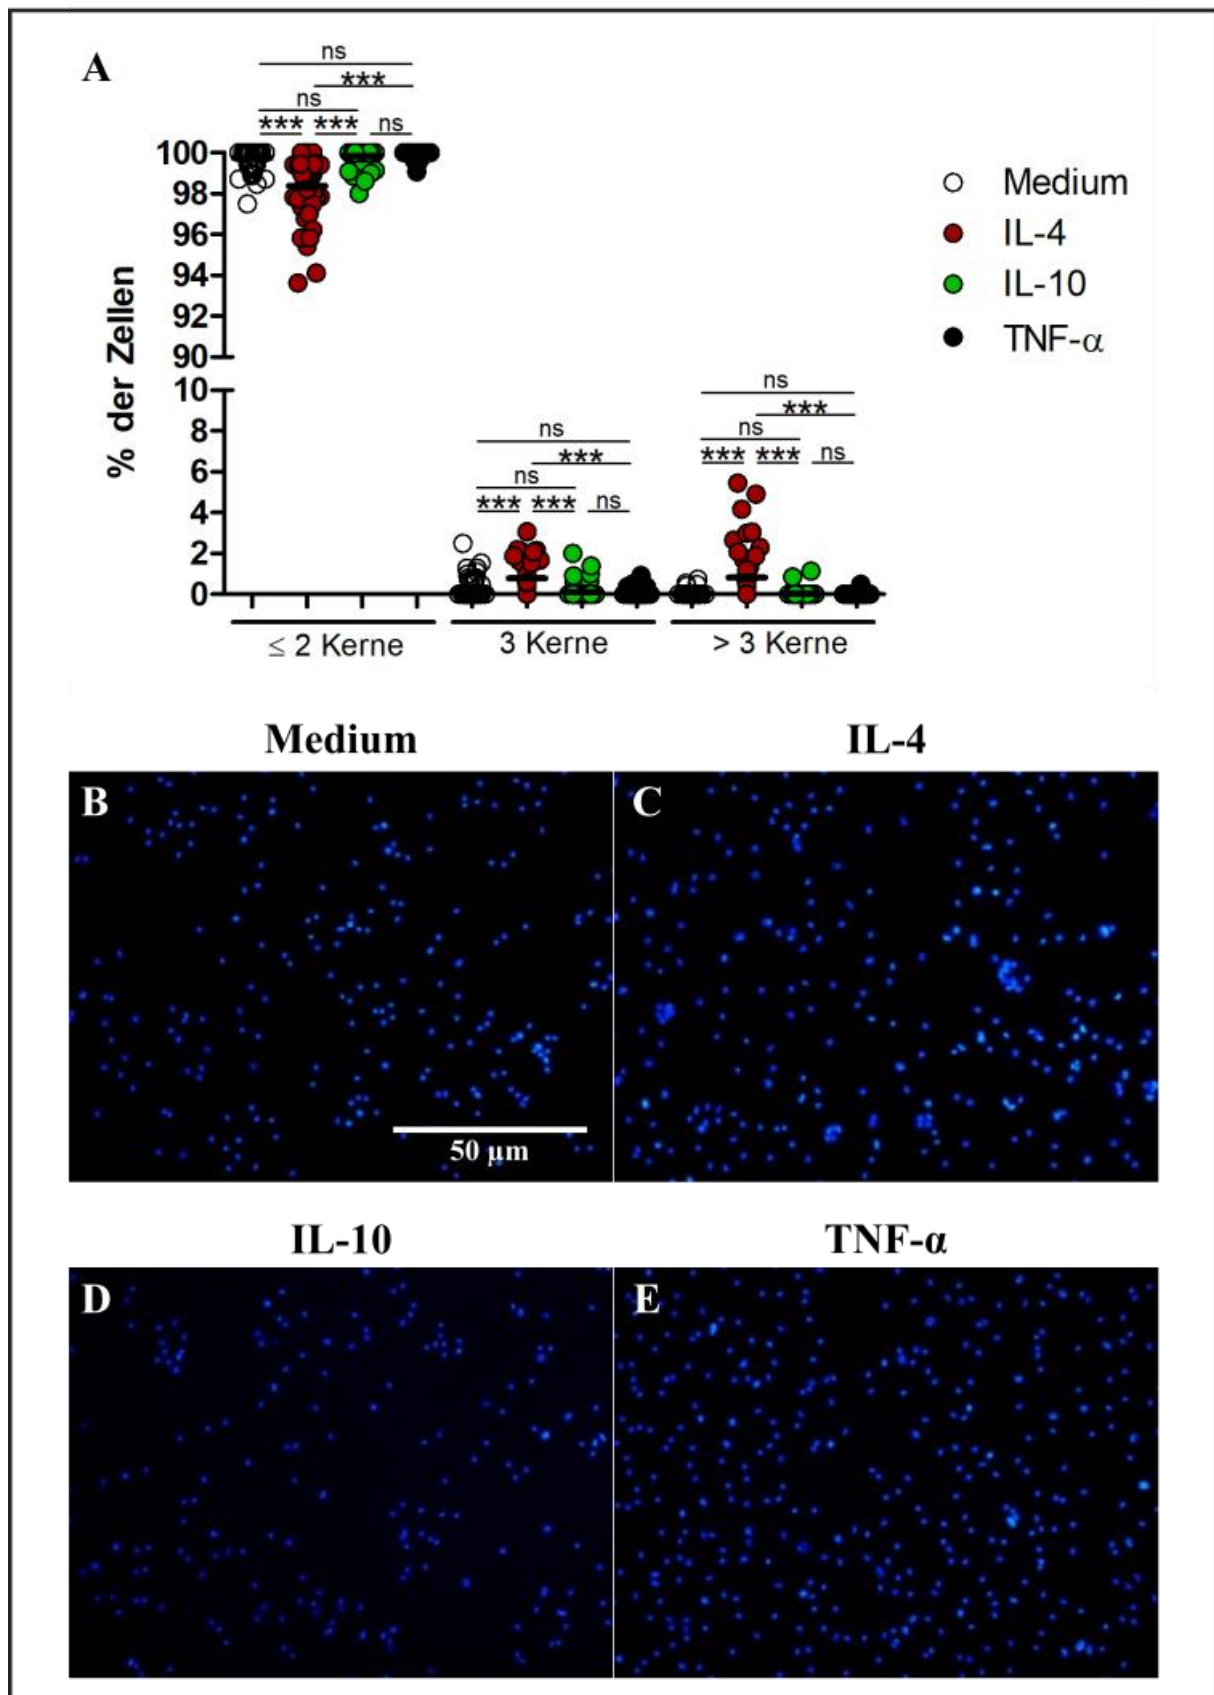 A
ns
***
ns
*** *** ns
100
98
96
94
92
90
10
8
6
4
2
0
% der Zellen
Medium
IL-4
IL-10
TNF-α
ns
***
ns
*** *** ns
ns
***
ns
*** *** ns
≤ 2 Kerne 3 Kerne > 3 Kerne
Medium IL-4
B C
50 µm
IL-10 TNF-α
D E